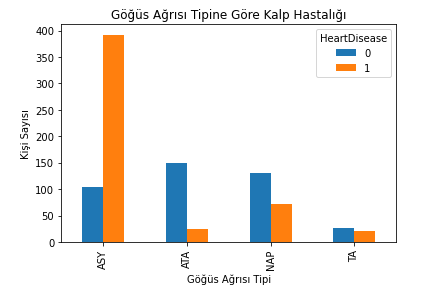 Göğüs Ağrısı Tipine Göre Kalp Hastalığı
HeartDisease
0
1
Kişi Sayısı
400
350
300
250
200
150
100
50
0
ASY
ATA
NAP
TA
Göğüs Ağrısı Tipi